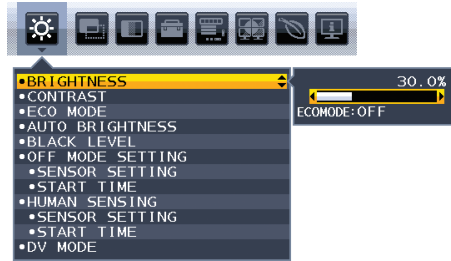 •BRIGHTNESS
•CONTRAST
•ECO MODE
•AUTO BRIGHTNESS
•BLACK LEVEL
•OFF MODE SETTING
•SENSOR SETTING
•START TIME
•HUMAN SENSING
•SENSOR SETTING
•START TIME
•DV MODE
30.0%
ECOMODE:OFF